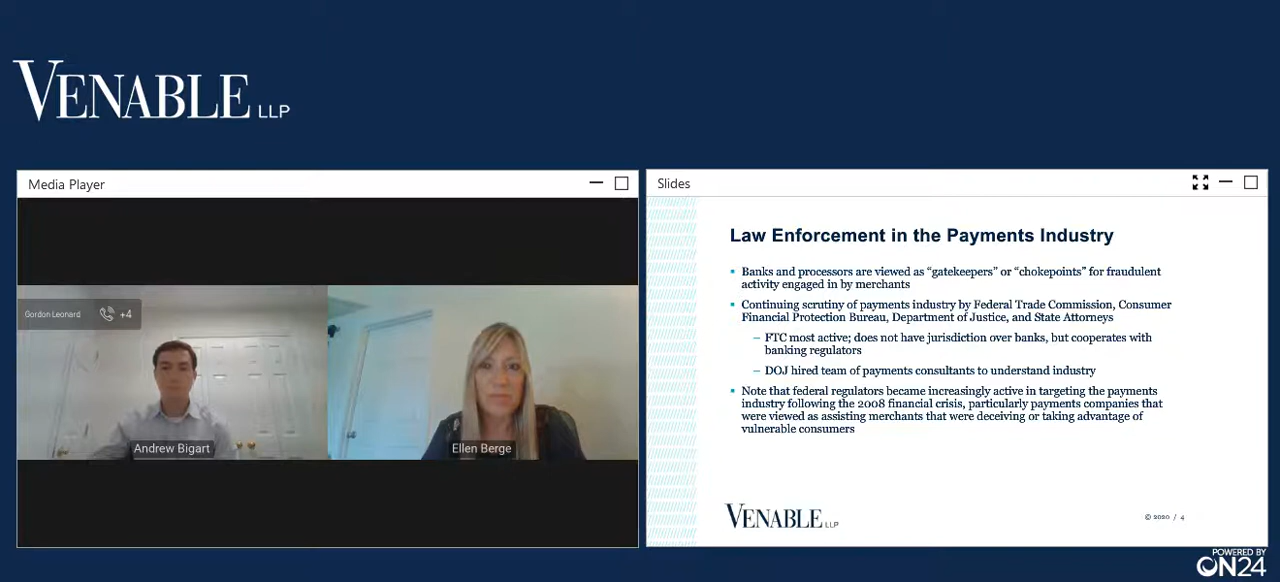 VENABLE LLP
Media Player
Gordon Leonard +4
Andrew Bigart
Ellen Berge
Slides
Law Enforcement in the Payments Industry
▪ Banks and processors are viewed as “gatekeepers” or “chokepoints” for fraudulent
activity engaged in by merchants
▪ Continuing scrutiny of payments industry by Federal Trade Commission, Consumer
Financial Protection Bureau, Department of Justice, and State Attorneys
– FTC most active; does not have jurisdiction over banks, but cooperates with
banking regulators
– DOJ hired team of payments consultants to understand industry
▪ Note that federal regulators became increasingly active in targeting the payments
industry following the 2008 financial crisis, particularly payments companies that
were viewed as assisting merchants that were deceiving or taking advantage of
vulnerable consumers
VENABLE LLP
© 2020 / 4
POWERED BY
ON24